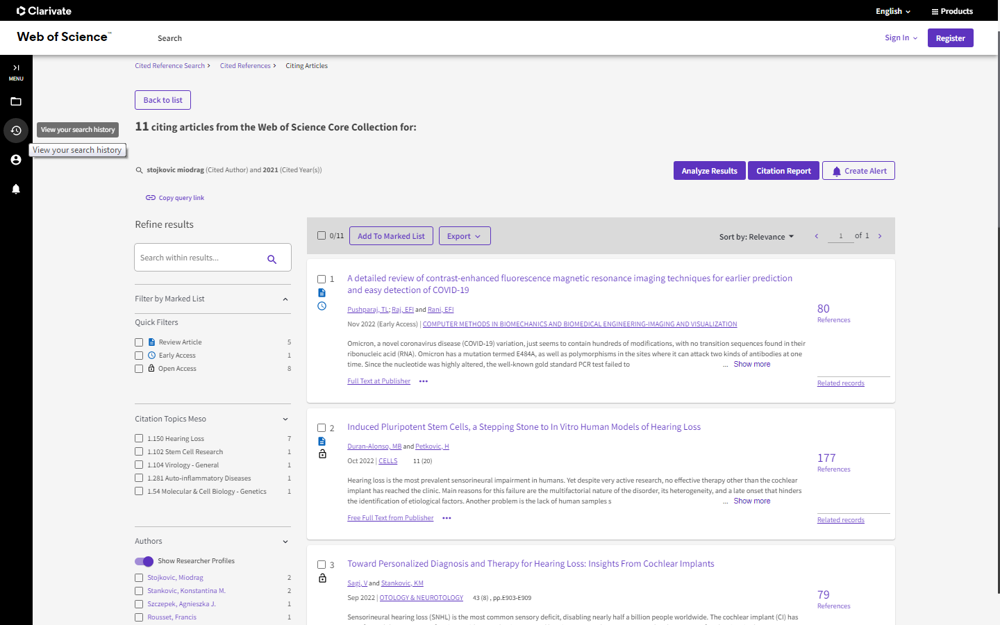 Clarivate
English
Products
Web of Science™
Search
Sign In
Register
MENU
View your search history
View your search history
Cited Reference Search
Cited References
Citing Articles
Back to list
11 citing articles from the Web of Science Core Collection for:
stojkovic miodrag (Cited Author) and 2021 (Cited Year(s))
Analyze Results
Citation Report
Create Alert
Copy query link
Refine results
Search within results...
Filter by Marked List
Quick Filters
Review Article 5
Early Access 1
Open Access 8
Citation Topics Meso
1.150 Hearing Loss 7
1.102 Stem Cell Research 1
1.104 Virology - General 1
1.281 Auto-inflammatory Diseases 1
1.54 Molecular & Cell Biology - Genetics 1
Authors
Show Researcher Profiles
Stojkovic, Miodrag 2
Stankovic, Konstantina M. 2
Szczepek, Agnieszka J. 1
Rousset, Francis 1
0/11
Add To Marked List
Export
Sort by: Relevance
1 of 1
1
A detailed review of contrast-enhanced fluorescence magnetic resonance imaging techniques for earlier prediction
and easy detection of COVID-19
Pushparaj, TL; Raj, EFI and Rani, EFI
Nov 2022 (Early Access) | COMPUTER METHODS IN BIOMECHANICS AND BIOMEDICAL ENGINEERING-IMAGING AND VISUALIZATION
Omicron, a novel coronavirus disease (COVID-19) variation, just seems to contain hundreds of modifications, with no transition sequences found in their
ribonucleic acid (RNA). Omicron has a mutation termed E484A, as well as polymorphisms in the sites where it can attack two kinds of antibodies at one
time. Since the nucleotide was highly altered, the well-known gold standard PCR test failed to ... Show more
Full Text at Publisher
80
References
Related records
2
Induced Pluripotent Stem Cells, a Stepping Stone to In Vitro Human Models of Hearing Loss
Duran-Alonso, MB and Petkovic, H
Oct 2022 | CELLS 11 (20)
Hearing loss is the most prevalent sensorineural impairment in humans. Yet despite very active research, no effective therapy other than the cochlear
implant has reached the clinic. Main reasons for this failure are the multifactorial nature of the disorder, its heterogeneity, and a late onset that hinders
the identification of etiological factors. Another problem is the lack of human samples s ... Show more
Free Full Text from Publisher
177
References
Related records
3
Toward Personalized Diagnosis and Therapy for Hearing Loss: Insights From Cochlear Implants
Sagi, V and Stankovic, KM
Sep 2022 | OTOLOGY & NEUROTOLOGY 43 (8) , pp.E903-E909
Sensorineural hearing loss (SNHL) is the most common sensory deficit, disabling nearly half a billion people worldwide. The cochlear implant (CI) has
79
References